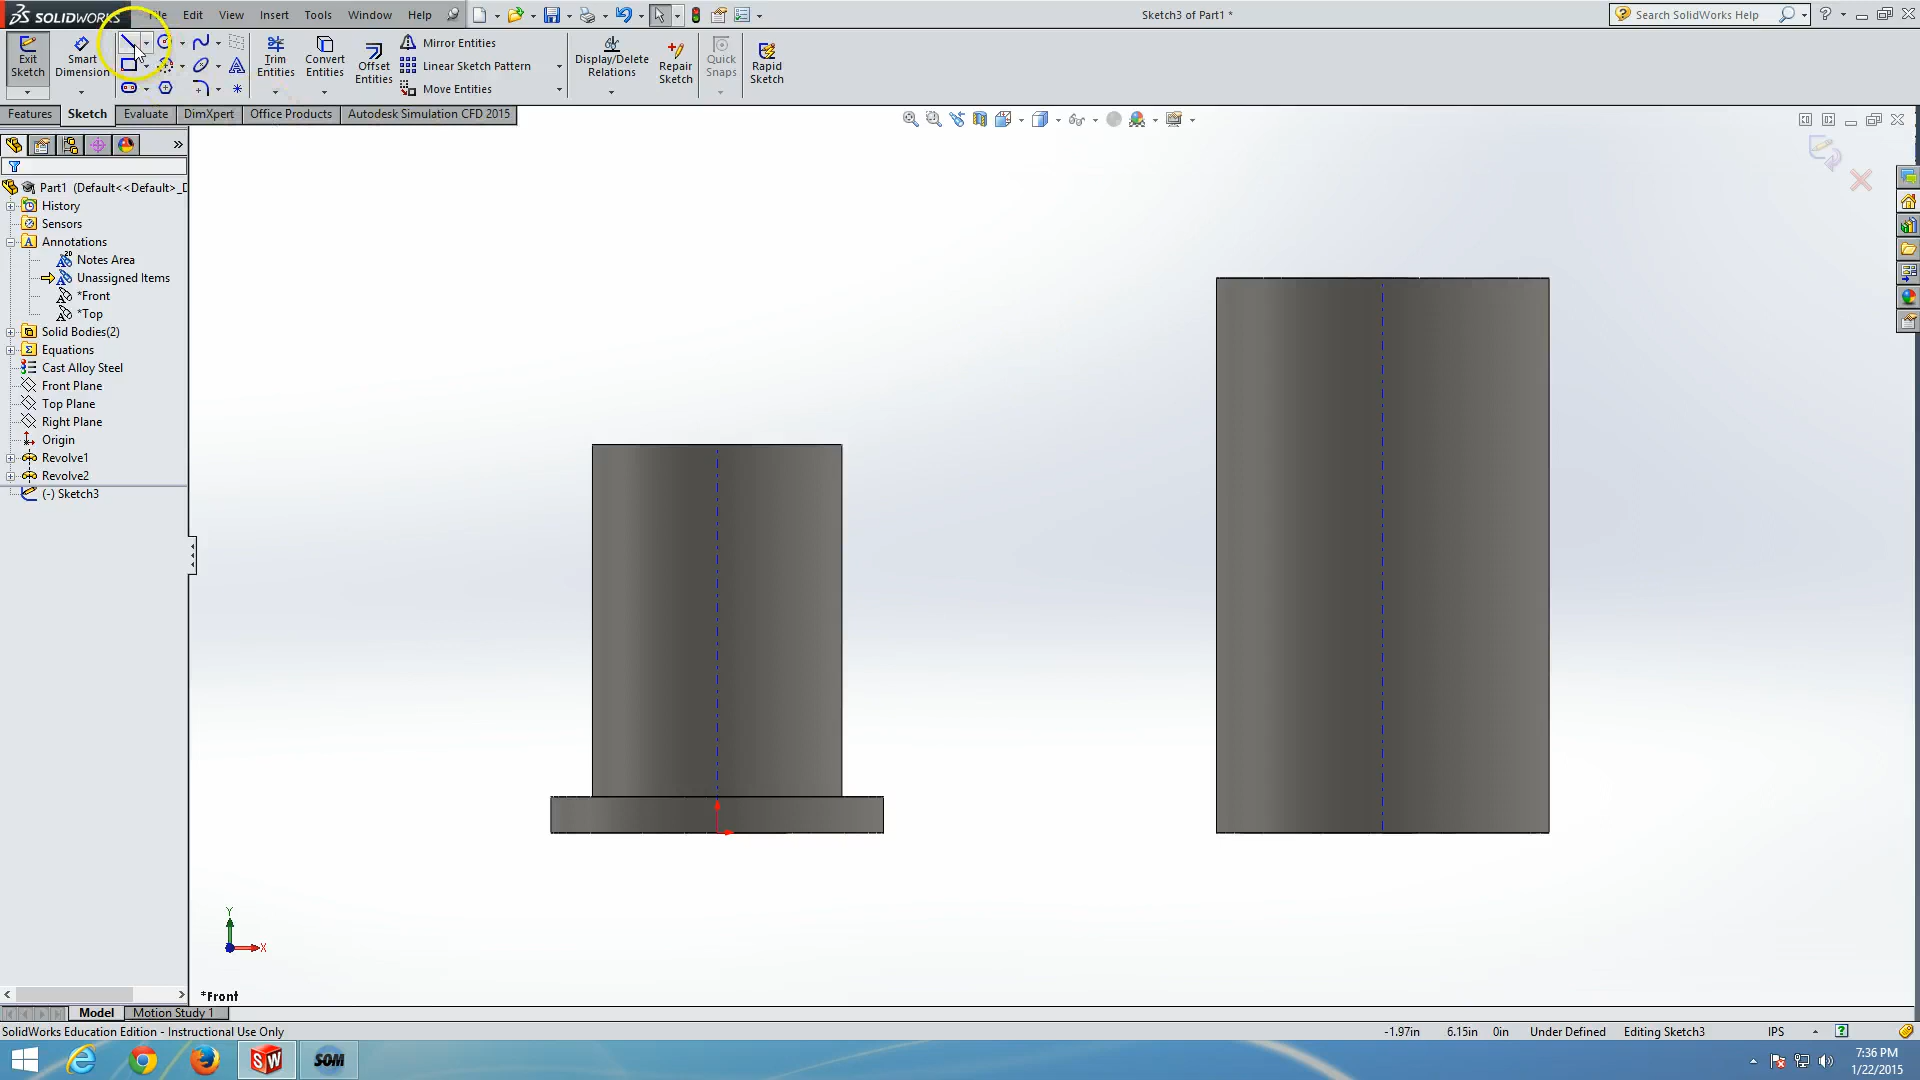 SOLIDWORKS File Edit View Insert Tools Window Help
Sketch3 of Part1 *
Search SolidWorks Help
Exit Sketch
Smart Dimension
Trim Entities
Convert Entities
Offset Entities
Mirror Entities
Linear Sketch Pattern
Move Entities
Display/Delete Relations
Repair Sketch
Quick Snaps
Rapid Sketch
Features Sketch Evaluate DimXpert Office Products Autodesk Simulation CFD 2015
Part1 (Default<<Default>_D
History
Sensors
Annotations
Notes Area
Unassigned Items
*Front
*Top
Solid Bodies(2)
Equations
Cast Alloy Steel
Front Plane
Top Plane
Right Plane
Origin
Revolve1
Revolve2
(-) Sketch3
Y
X
*Front
Model Motion Study 1
SolidWorks Education Edition - Instructional Use Only
-1.97in 6.15in 0in Under Defined Editing Sketch3 IPS
SW SOM
7:36 PM
1/22/2015